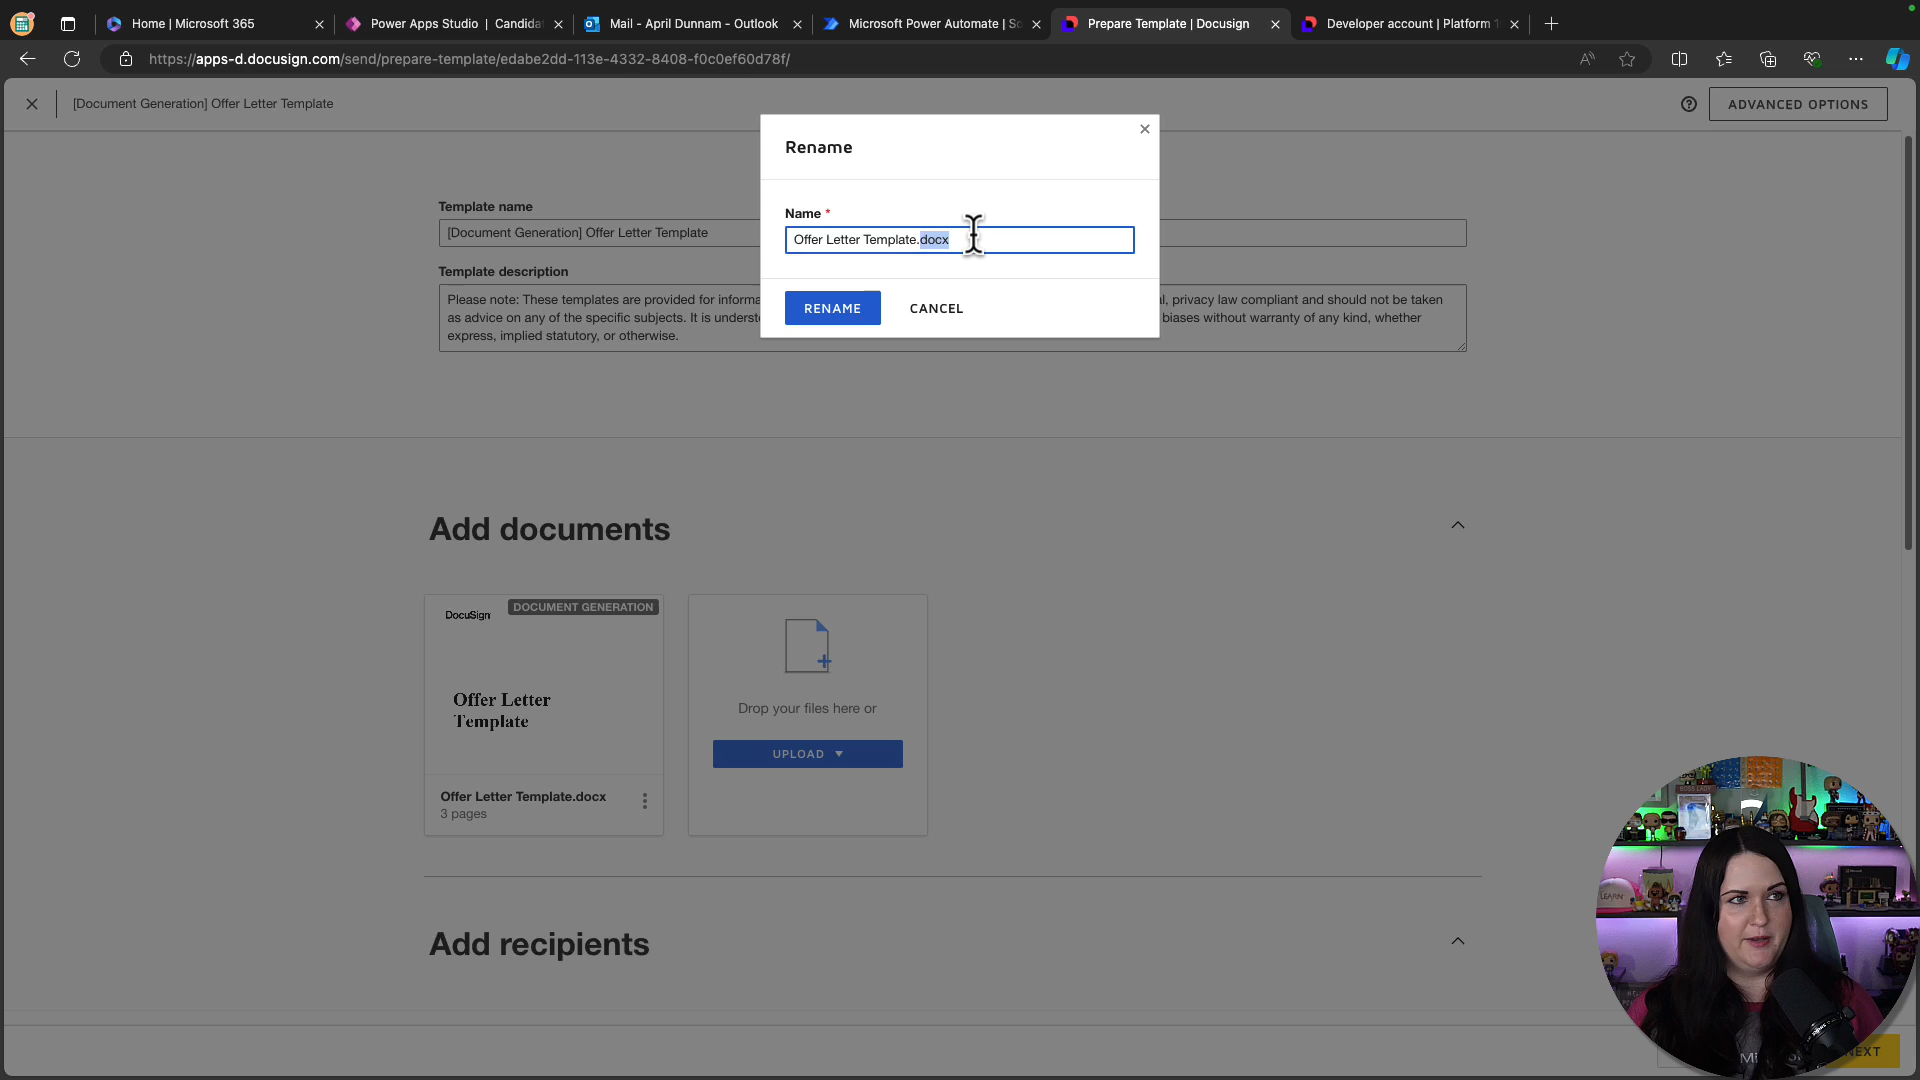 Home | Microsoft 365
Power Apps Studio | Candida
Mail - April Dunnam - Outlook
Microsoft Power Automate | So
Prepare Template | Docusign
Developer account | Platform
https://apps-d.docusign.com/send/prepare-template/edabe2dd-113e-4332-8408-f0c0ef60d78f/
[Document Generation] Offer Letter Template
ADVANCED OPTIONS
Rename
Name *
Offer Letter Template.docx
RENAME
CANCEL
Template name
[Document Generation] Offer Letter Template
Template description
Please note: These templates are provided for informa l, privacy law compliant and should not be taken
as advice on any of the specific subjects. It is underst biases without warranty of any kind, whether
express, implied statutory, or otherwise.
Add documents
DocuSign
DOCUMENT GENERATION
Offer Letter
Template
Offer Letter Template.docx
3 pages
Drop your files here or
UPLOAD
Add recipients
BOSS LADY
LEARN
NEXT